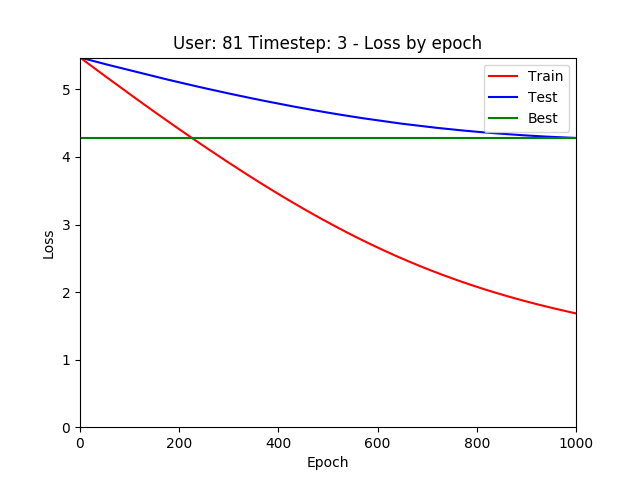 User: 81 Timestep: 3 - Loss by epoch
Train
Test
Best
5
4
3
2
1
0
Loss
0 200 400 600 800 1000
Epoch